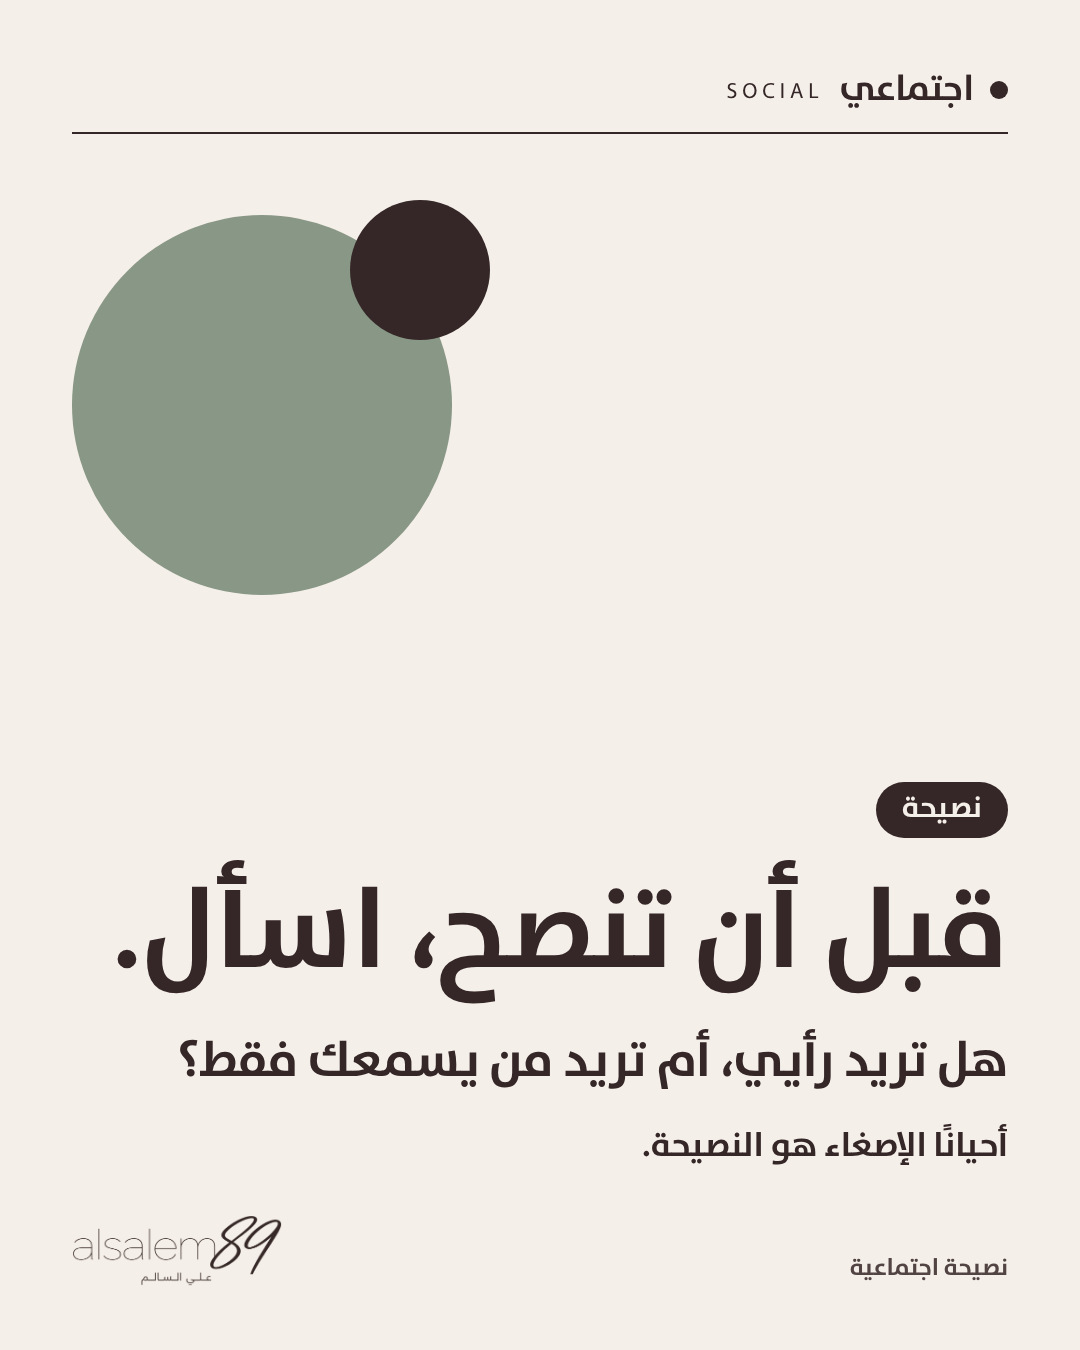 اجتماعي SOCIAL
نصيحة
قبل أن تنصح، اسأل.
هل تريد رأيي، أم تريد من يسمعك فقط؟
أحيانًا الإصغاء هو النصيحة.
نصيحة اجتماعية
alsalem89
علي السالم